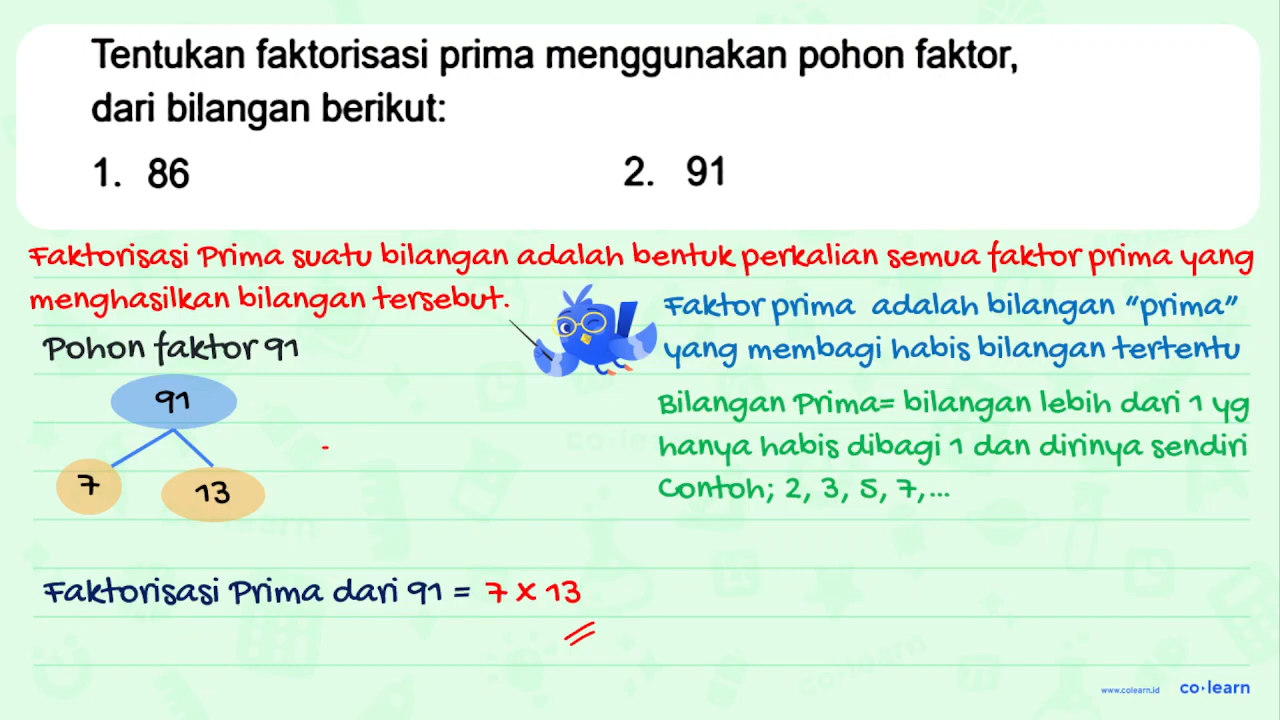 Tentukan faktorisasi prima menggunakan pohon faktor,
dari bilangan berikut:
1. 86 2. 91
Faktorisasi Prima suatu bilangan adalah bentuk perkalian semua faktor prima yang
menghasilkan bilangan tersebut.
Faktor prima adalah bilangan "prima"
yang membagi habis bilangan tertentu
Pohon faktor 91
91
7 13
Bilangan Prima= bilangan lebih dari 1 yg
hanya habis dibagi 1 dan dirinya sendiri
Contoh; 2, 3, 5, 7,...
Faktorisasi Prima dari 91 = 7 x 13
www.colearn.id co·learn